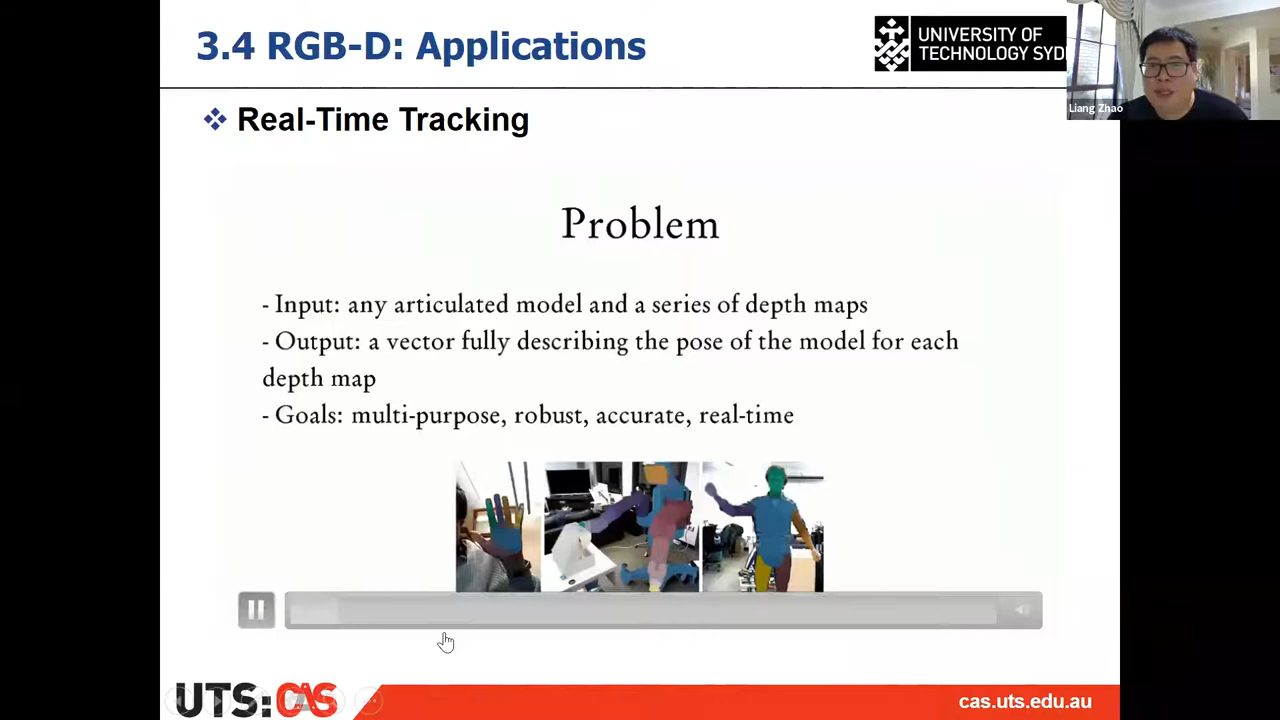 3.4 RGB-D: Applications
UNIVERSITY OF
TECHNOLOGY SYD
Liang Zhao
Real-Time Tracking
Problem
- Input: any articulated model and a series of depth maps
- Output: a vector fully describing the pose of the model for each
depth map
- Goals: multi-purpose, robust, accurate, real-time
UTS:CAS
cas.uts.edu.au